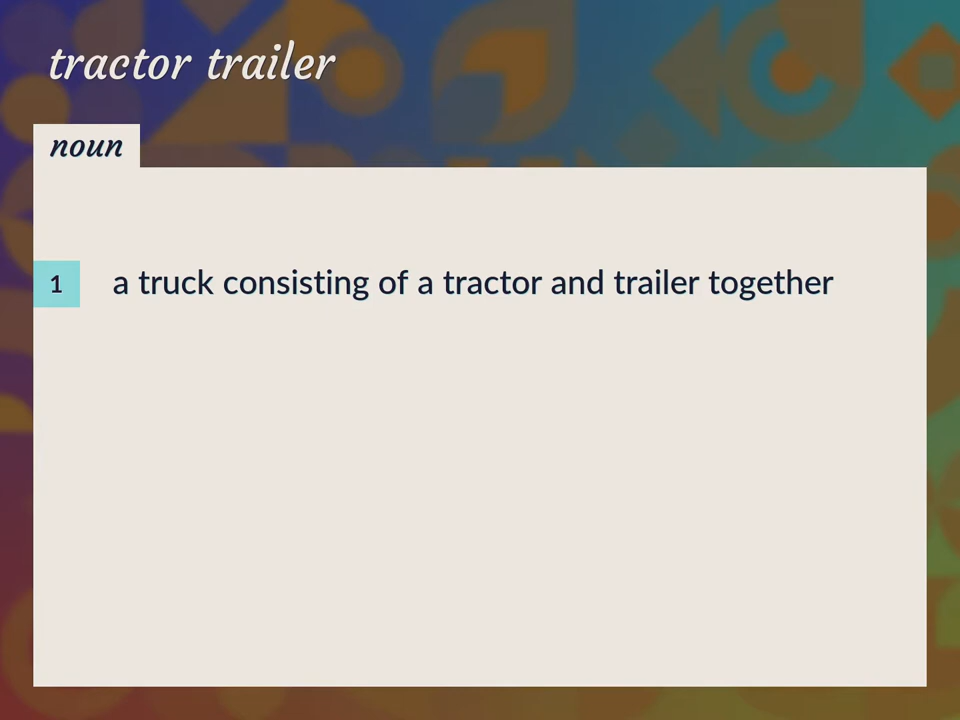 tractor trailer
noun
1 a truck consisting of a tractor and trailer together